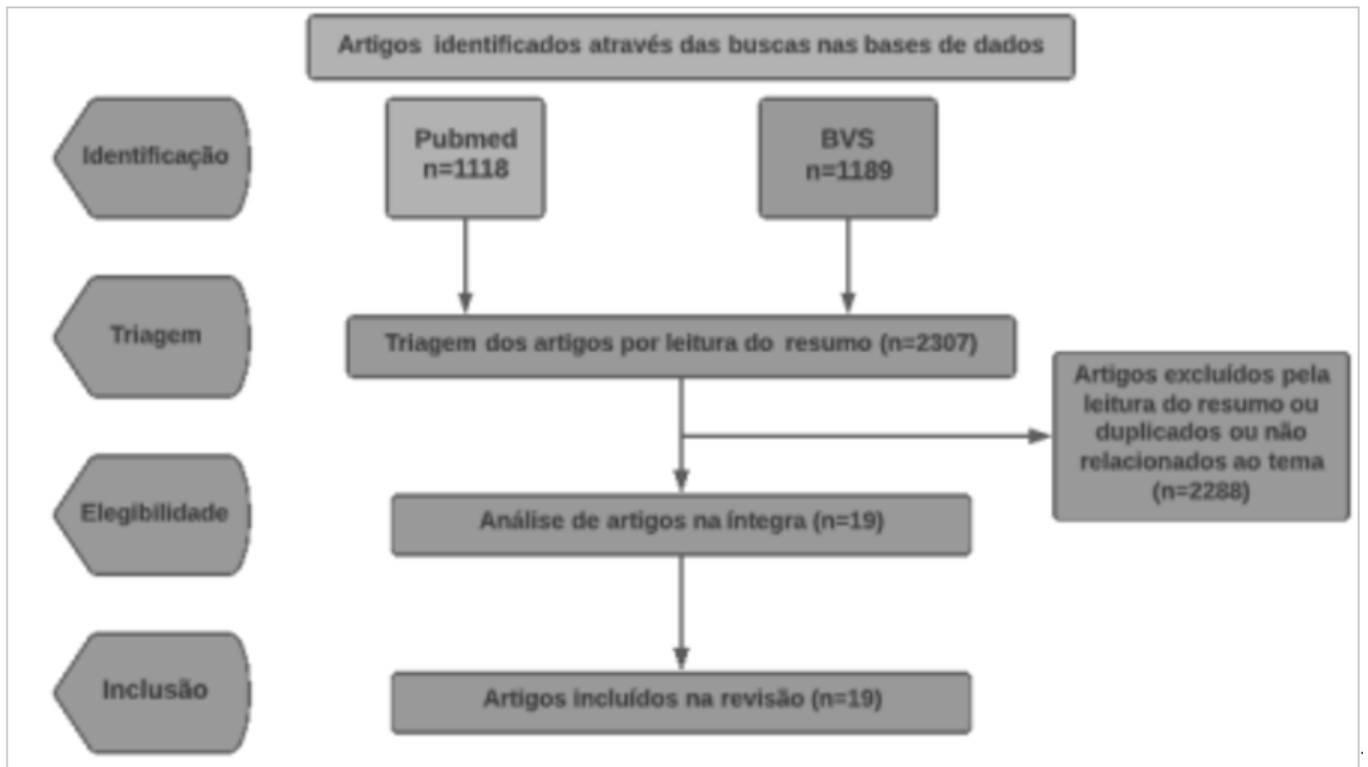 Artigos identificados através das buscas nas bases de dados
Identificação
Pubmed
n=1118
BVS
n=1189
Triagem
Triagem dos artigos por leitura do resumo (n=2307)
Artigos excluídos pela
leitura do resumo ou
duplicados ou não
relacionados ao tema
(n=2288)
Elegibilidade
Análise de artigos na íntegra (n=19)
Inclusão
Artigos incluídos na revisão (n=19)